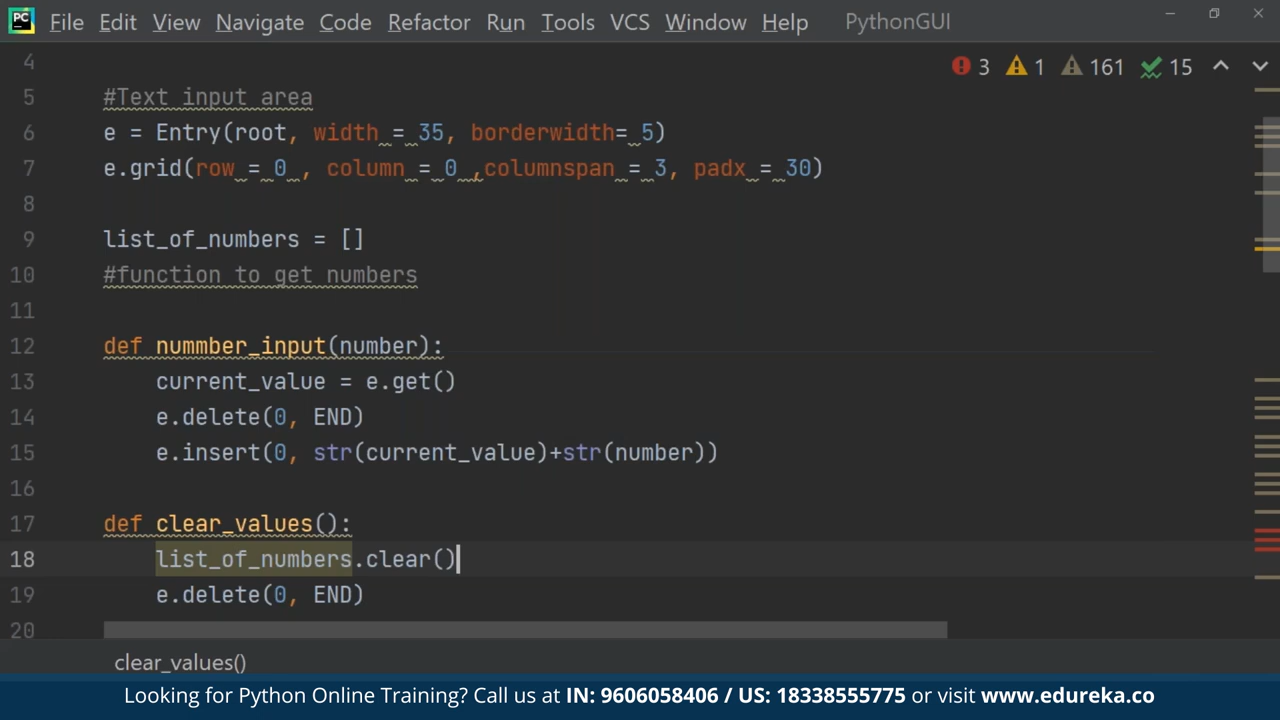 PC File Edit View Navigate Code Refactor Run Tools VCS Window Help PythonGUI
4 3 1 161 15
5 #Text input area
6 e = Entry(root, width = 35, borderwidth= 5)
7 e.grid(row = 0 , column = 0 ,columnspan = 3, padx = 30)
8
9 list_of_numbers = []
10 #function to get numbers
11
12 def nummber_input(number):
13 current_value = e.get()
14 e.delete(0, END)
15 e.insert(0, str(current_value)+str(number))
16
17 def clear_values():
18 list_of_numbers.clear()
19 e.delete(0, END)
20
clear_values()
Looking for Python Online Training? Call us at IN: 9606058406 / US: 18338555775 or visit www.edureka.co